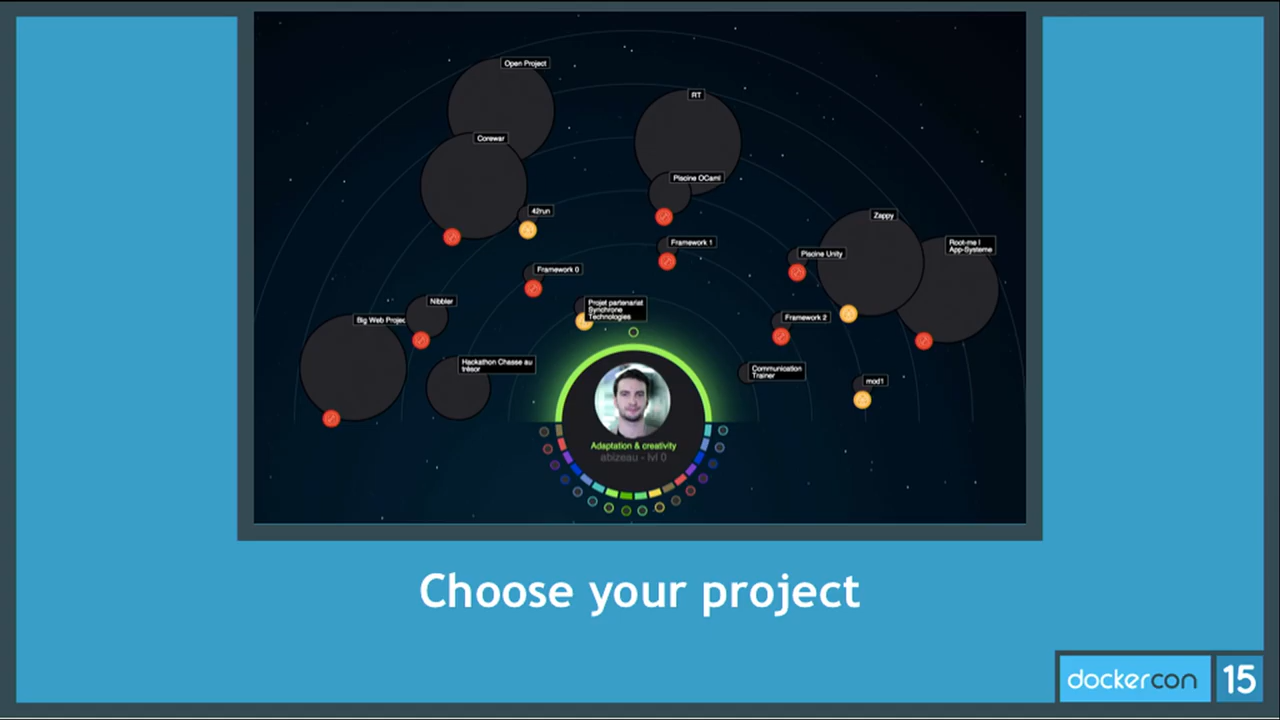 Open Project
RT
Corewar
Piscine OCaml
42run
Zappy
Framework 1
Root-me |
App-Systeme
Piscine Unity
Framework 0
Nibbler
Projet partenariat
Synchrone
Technologies
Big Web Projec
Framework 2
Hackathon Chasse au
trésor
Communication
Trainer
mod1
Adaptation & creativity
abizeau - lvl 0
Choose your project
dockercon 15